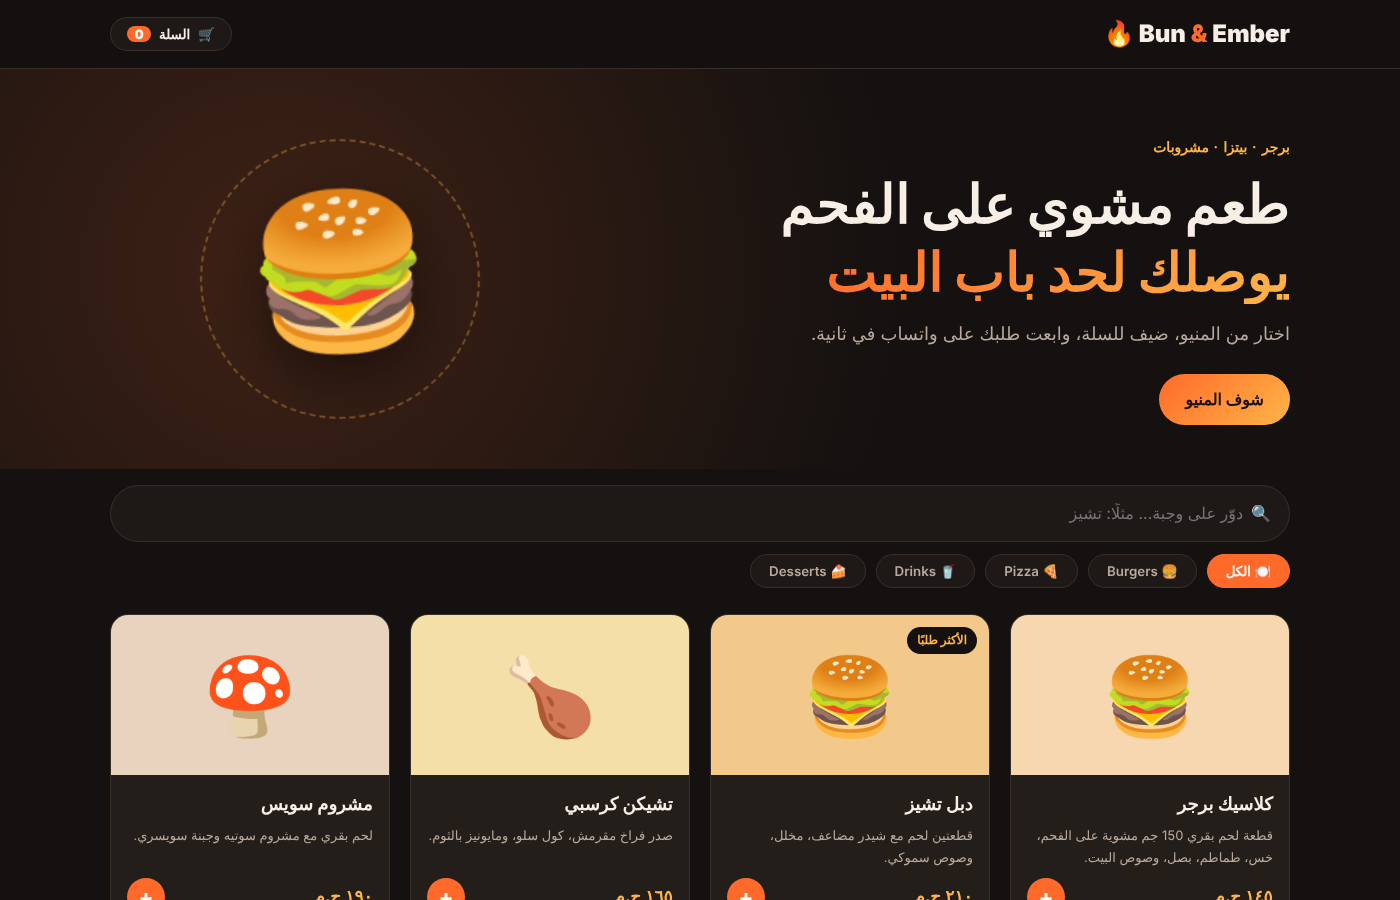 Bun & Ember
السلة 0
برجر · بيتزا · مشروبات
طعم مشوي على الفحم
يوصلك لحد باب البيت
اختار من المنيو، ضيف للسلة، وابعت طلبك على واتساب في ثانية.
شوف المنيو
دوّر على وجبة... مثلًا: تشيز
الكل
Burgers
Pizza
Drinks
Desserts
كلاسيك برجر
قطعة لحم بقري 150 جم مشوية على الفحم،
خس، طماطم، بصل، وصوص البيت.
١٤٥ ج.م
+
الأكثر طلبًا
دبل تشيز
قطعتين لحم مع شيدر مضاعف، مخلل،
وصوص سموكي.
٢١٠ ج.م
+
تشيكن كرسبي
صدر فراخ مقرمش، كول سلو، ومايونيز بالثوم.
١٦٥ ج.م
+
مشروم سويس
لحم بقري مع مشروم سوتيه وجبنة سويسري.
١٩٠ ج.م
+